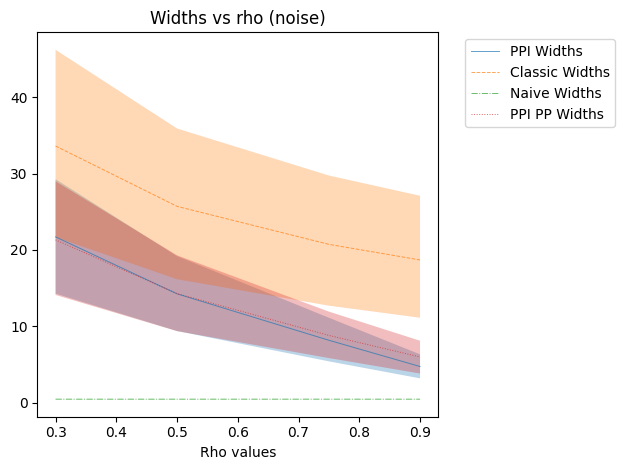 Widths vs rho (noise)
PPI Widths
Classic Widths
Naive Widths
PPI PP Widths
40
30
20
10
0
0.3 0.4 0.5 0.6 0.7 0.8 0.9
Rho values